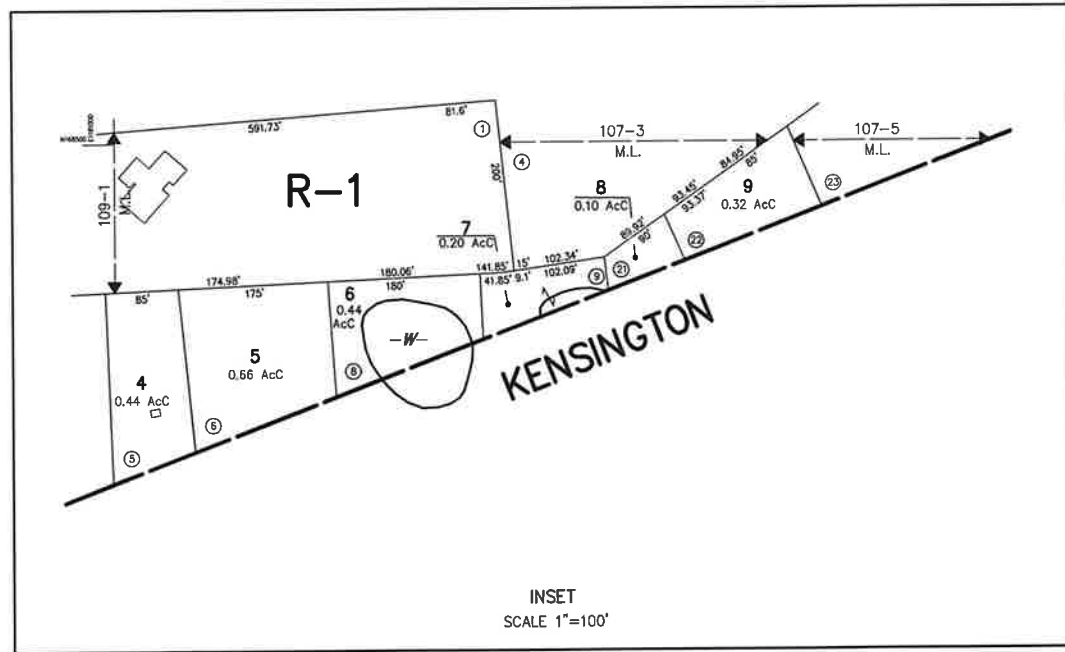 591.73'
81.6'
1
107-3
M.L.
107-5
M.L.
4
200'
109-1
M.L.
R-1
84.95'
85'
8
0.10 AcC
93.45'
93.37'
9
0.32 AcC
23
7
0.20 AcC
89.92'
90'
22
174.98'
180.06'
141.85'
15'
102.34'
85'
175'
180'
41.85'
9.1'
102.09'
9
21
6
0.44
AcC
-W-
5
0.66 AcC
4
0.44 AcC
8
6
5
KENSINGTON
INSET
SCALE 1"=100'